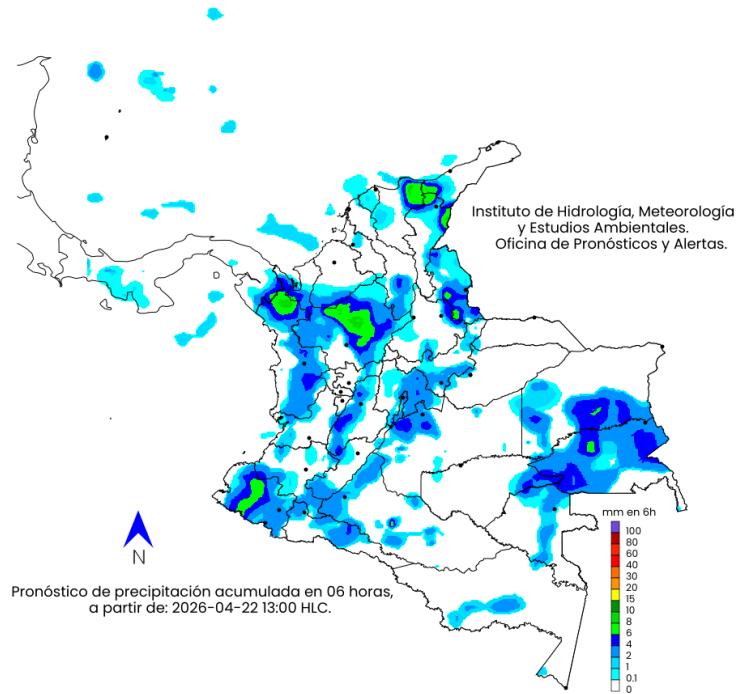 Instituto de Hidrología, Meteorología
y Estudios Ambientales.
Oficina de Pronósticos y Alertas.
mm en 6h
100
80
60
40
30
20
15
10
8
6
4
2
1
0.1
0
N
Pronóstico de precipitación acumulada en 06 horas,
a partir de: 2026-04-22 13:00 HLC.